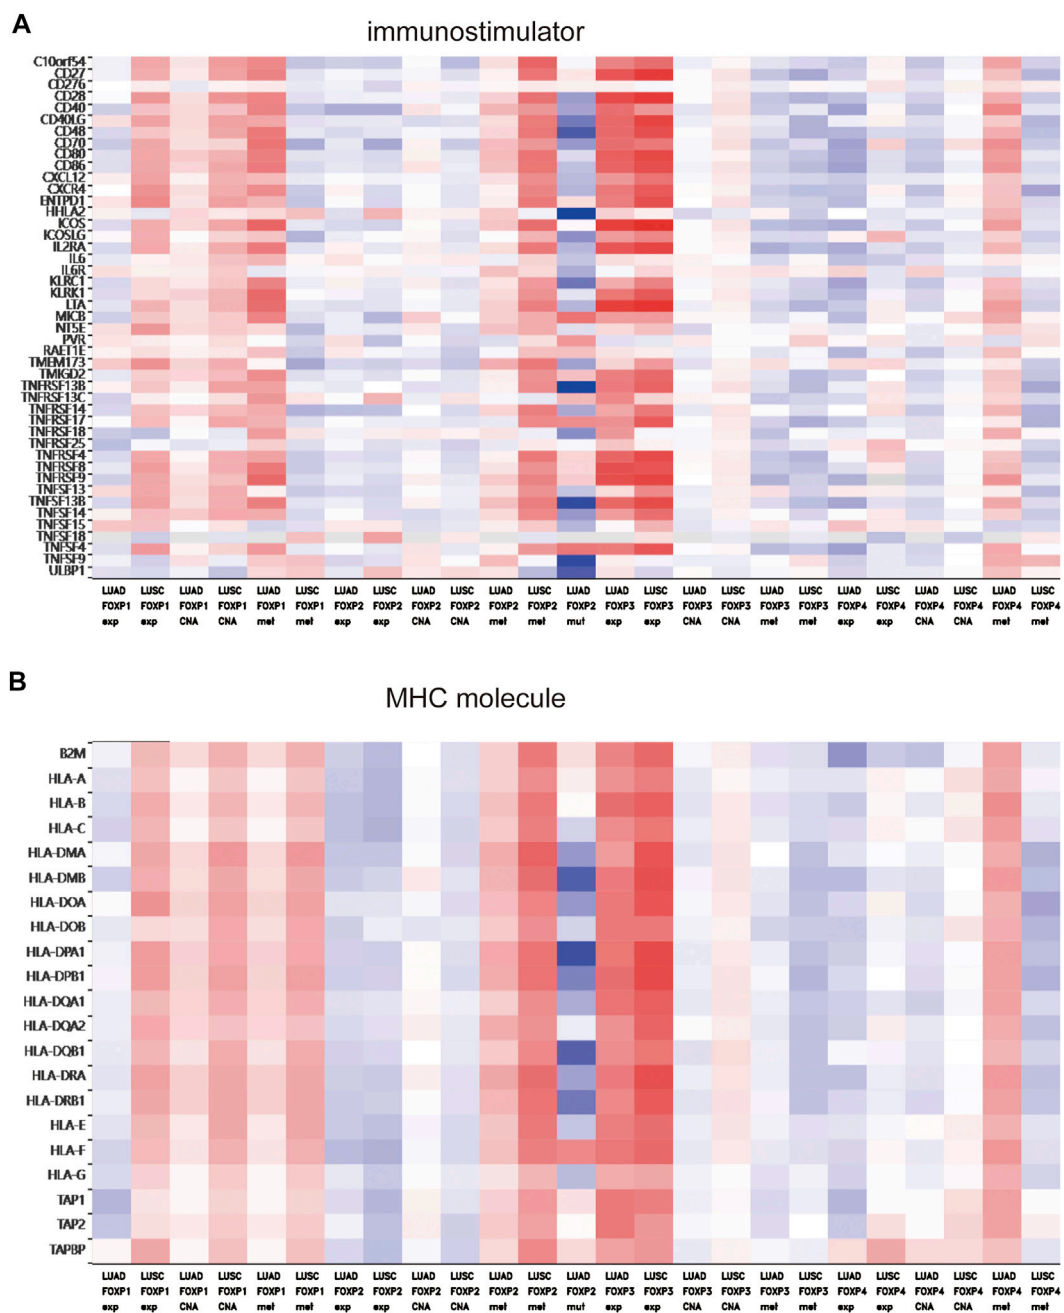 A
immunostimulator
C10orf54
CD27
CD276
CD28
CD40
CD40LG
CD48
CD70
CD80
CD86
CXCL12
CXCR4
ENTPD1
HHLA2
ICOS
ICOSLG
IL2RA
IL6
IL6R
KLRC1
KLRK1
LTA
MICB
NT5E
PVR
RAET1E
TMEM173
TMIGD2
TNFRSF13B
TNFRSF13C
TNFRSF14
TNFRSF17
TNFRSF18
TNFRSF25
TNFRSF4
TNFRSF8
TNFRSF9
TNFSF13
TNFSF13B
TNFSF14
TNFSF15
TNFSF18
TNFSF4
TNFSF9
ULBP1
LUAD LUSC LUAD LUSC LUAD LUSC LUAD LUSC LUAD LUSC LUAD LUSC LUAD LUAD LUSC LUAD LUSC LUAD LUSC LUAD LUSC LUAD LUSC LUAD LUSC
FOXP1 FOXP1 FOXP1 FOXP1 FOXP1 FOXP1 FOXP2 FOXP2 FOXP2 FOXP2 FOXP2 FOXP2 FOXP2 FOXP3 FOXP3 FOXP3 FOXP3 FOXP3 FOXP3 FOXP4 FOXP4 FOXP4 FOXP4 FOXP4 FOXP4
exp exp CNA CNA met met exp exp CNA CNA met met mut exp exp CNA CNA met met exp exp CNA CNA met met
B
MHC molecule
B2M
HLA-A
HLA-B
HLA-C
HLA-DMA
HLA-DMB
HLA-DOA
HLA-DOB
HLA-DPA1
HLA-DPB1
HLA-DQA1
HLA-DQA2
HLA-DQB1
HLA-DRA
HLA-DRB1
HLA-E
HLA-F
HLA-G
TAP1
TAP2
TAPBP
LUAD LUSC LUAD LUSC LUAD LUSC LUAD LUSC LUAD LUSC LUAD LUSC LUAD LUAD LUSC LUAD LUSC LUAD LUSC LUAD LUSC LUAD LUSC LUAD LUSC
FOXP1 FOXP1 FOXP1 FOXP1 FOXP1 FOXP1 FOXP2 FOXP2 FOXP2 FOXP2 FOXP2 FOXP2 FOXP2 FOXP3 FOXP3 FOXP3 FOXP3 FOXP3 FOXP3 FOXP4 FOXP4 FOXP4 FOXP4 FOXP4 FOXP4
exp exp CNA CNA met met exp exp CNA CNA met met mut exp exp CNA CNA met met exp exp CNA CNA met met